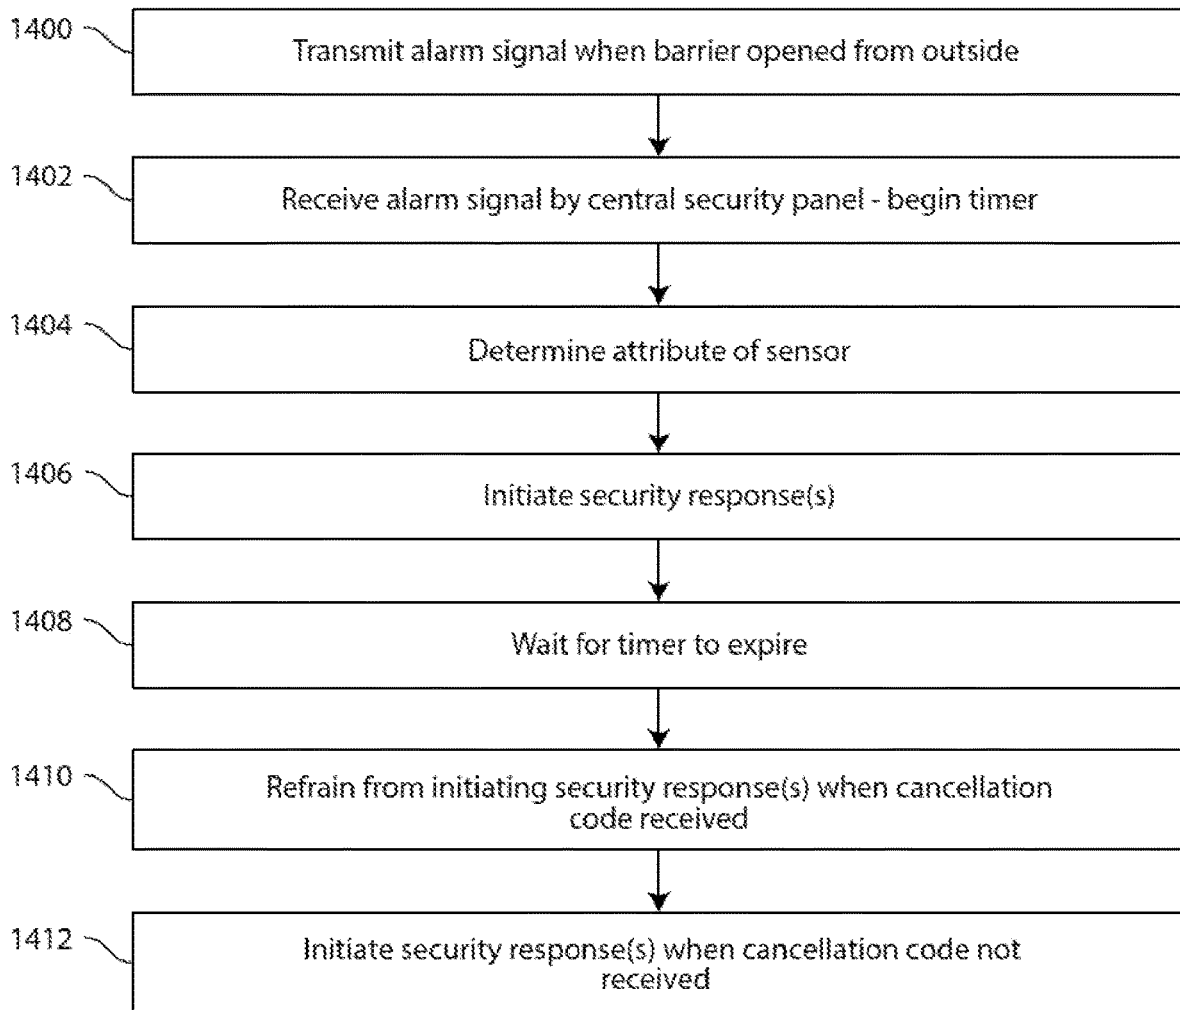 1400
Transmit alarm signal when barrier opened from outside
1402
Receive alarm signal by central security panel - begin timer
1404
Determine attribute of sensor
1406
Initiate security response(s)
1408
Wait for timer to expire
1410
Refrain from initiating security response(s) when cancellation
code received
1412
Initiate security response(s) when cancellation code not
received